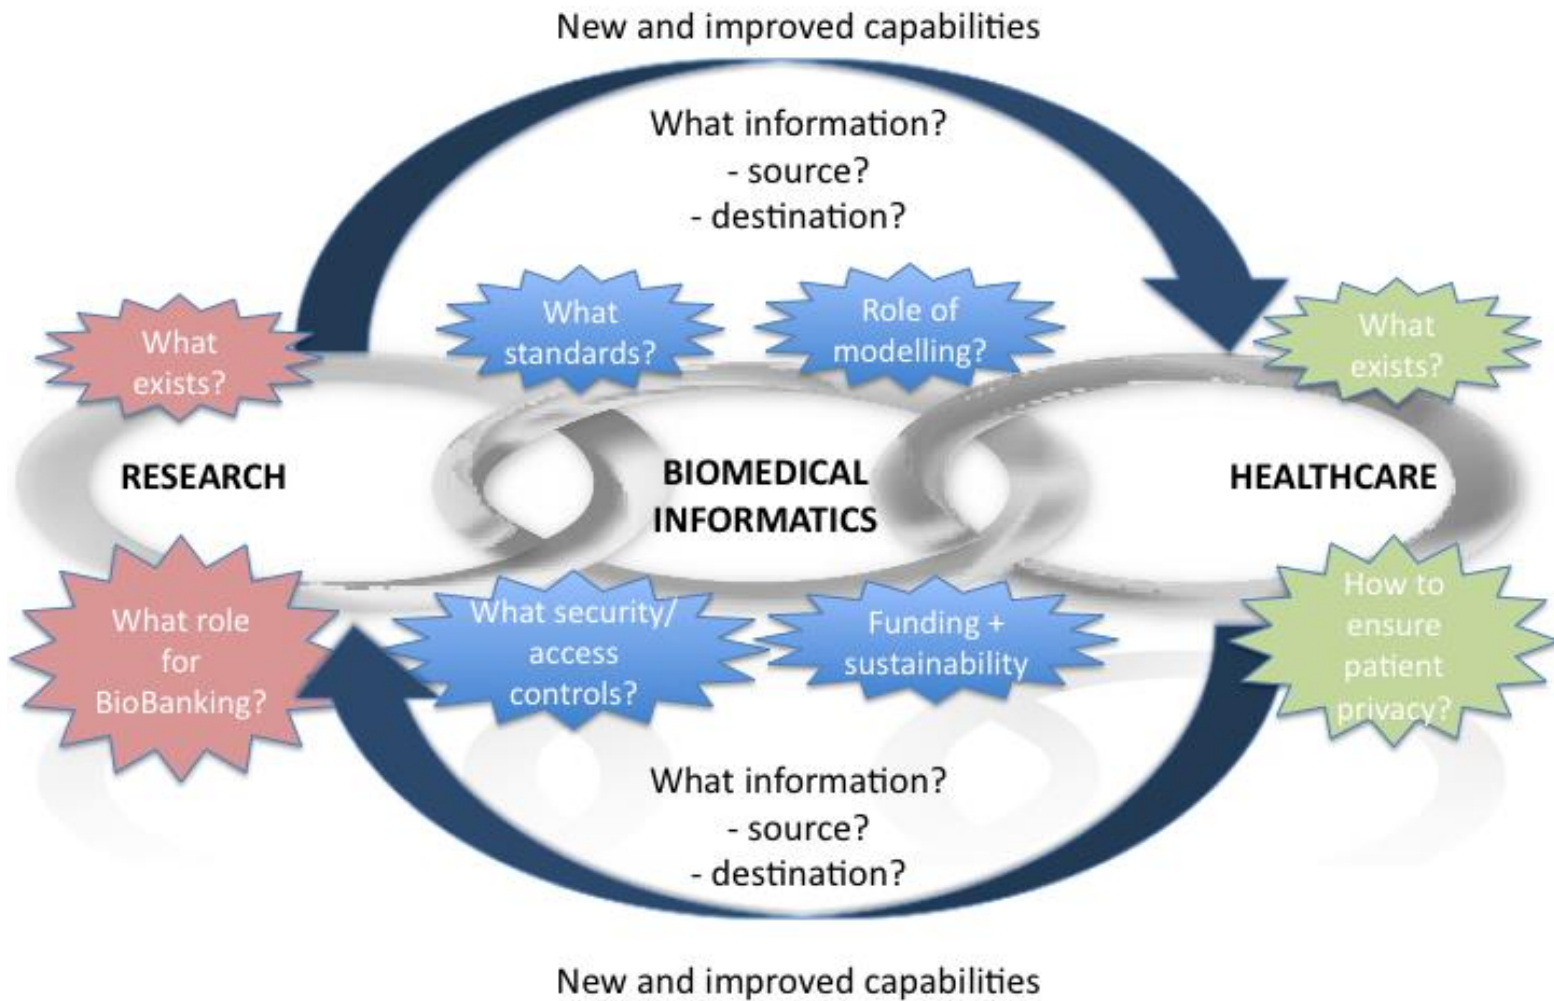 New and improved capabilities
What information?
- source?
- destination?
What
exists?
What
standards?
Role of
modelling?
What
exists?
RESEARCH
BIOMEDICAL
INFORMATICS
HEALTHCARE
What role
for
BioBanking?
What security/
access
controls?
Funding +
sustainability
How to
ensure
patient
privacy?
What information?
- source?
- destination?
New and improved capabilities